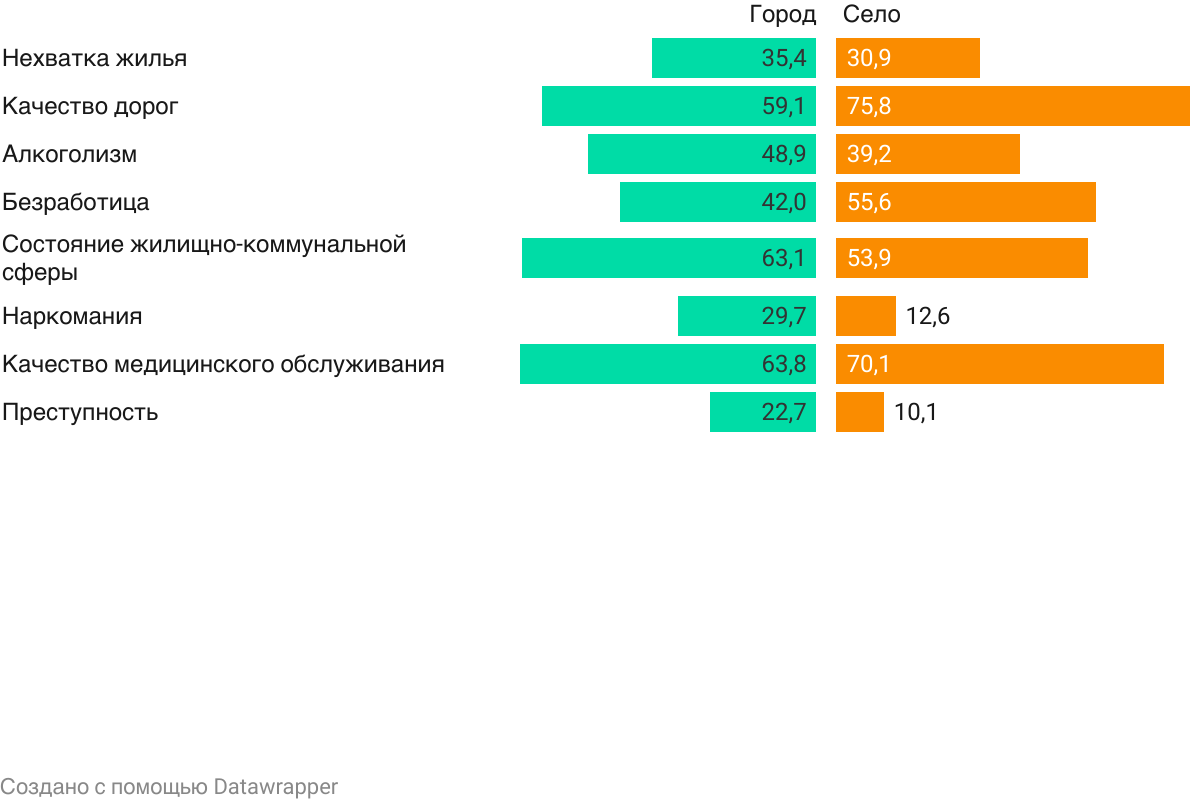 Город Село
Нехватка жилья 35,4 30,9
Качество дорог 59,1 75,8
Алкоголизм 48,9 39,2
Безработица 42,0 55,6
Состояние жилищно-коммунальной
сферы 63,1 53,9
Наркомания 29,7 12,6
Качество медицинского обслуживания 63,8 70,1
Преступность 22,7 10,1
Создано с помощью Datawrapper